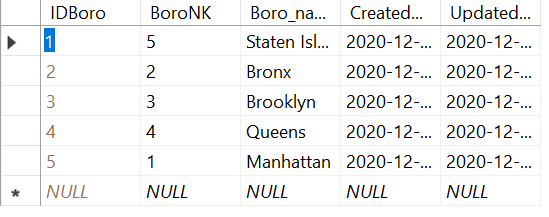 IDBoro BoroNK Boro_na... Created... Updated...
1 5 Staten Isl... 2020-12-... 2020-12-...
2 2 Bronx 2020-12-... 2020-12-...
3 3 Brooklyn 2020-12-... 2020-12-...
4 4 Queens 2020-12-... 2020-12-...
5 1 Manhattan 2020-12-... 2020-12-...
NULL NULL NULL NULL NULL